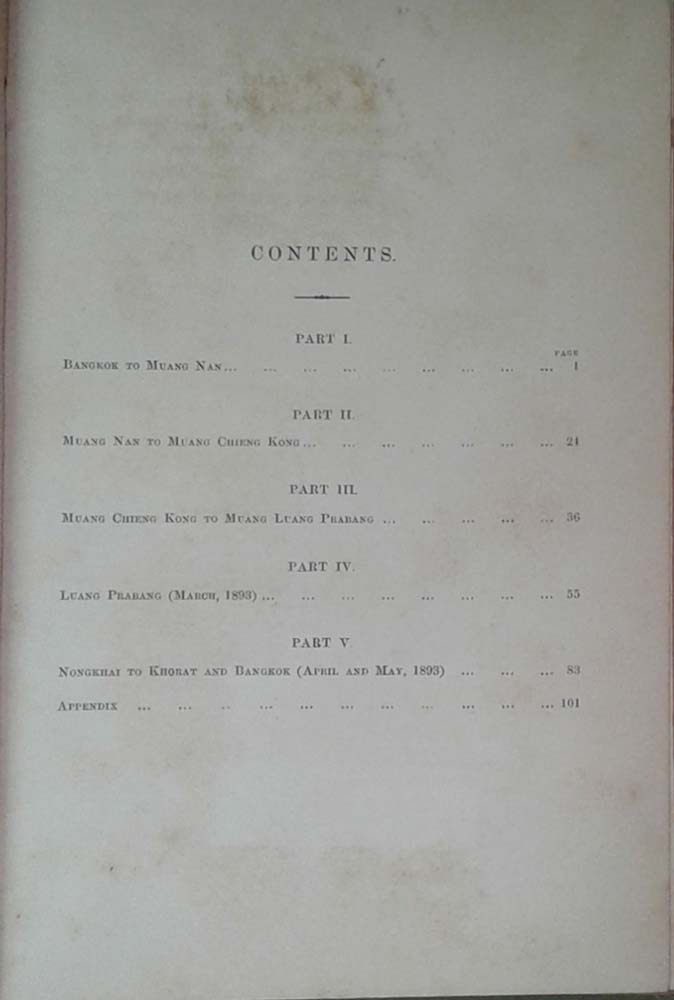 CONTENTS.
PART I.
PAGE
BANGKOK TO MUANG NAN... ... ... ... ... ... ... ... ... 1
PART II.
MUANG NAN TO MUANG CHIENG KONG... ... ... ... ... ... ... 21
PART III.
MUANG CHIENG KONG TO MUANG LUANG PRABANG ... ... ... ... ... 36
PART IV.
LUANG PRABANG (MARCH, 1893) ... ... ... ... ... ... ... ... 55
PART V.
NONGKHAI TO KHORAT AND BANGKOK (APRIL AND MAY, 1893) ... ... ... 83
APPENDIX ... ... .. ... ... ... ... ... ... ... ... 101